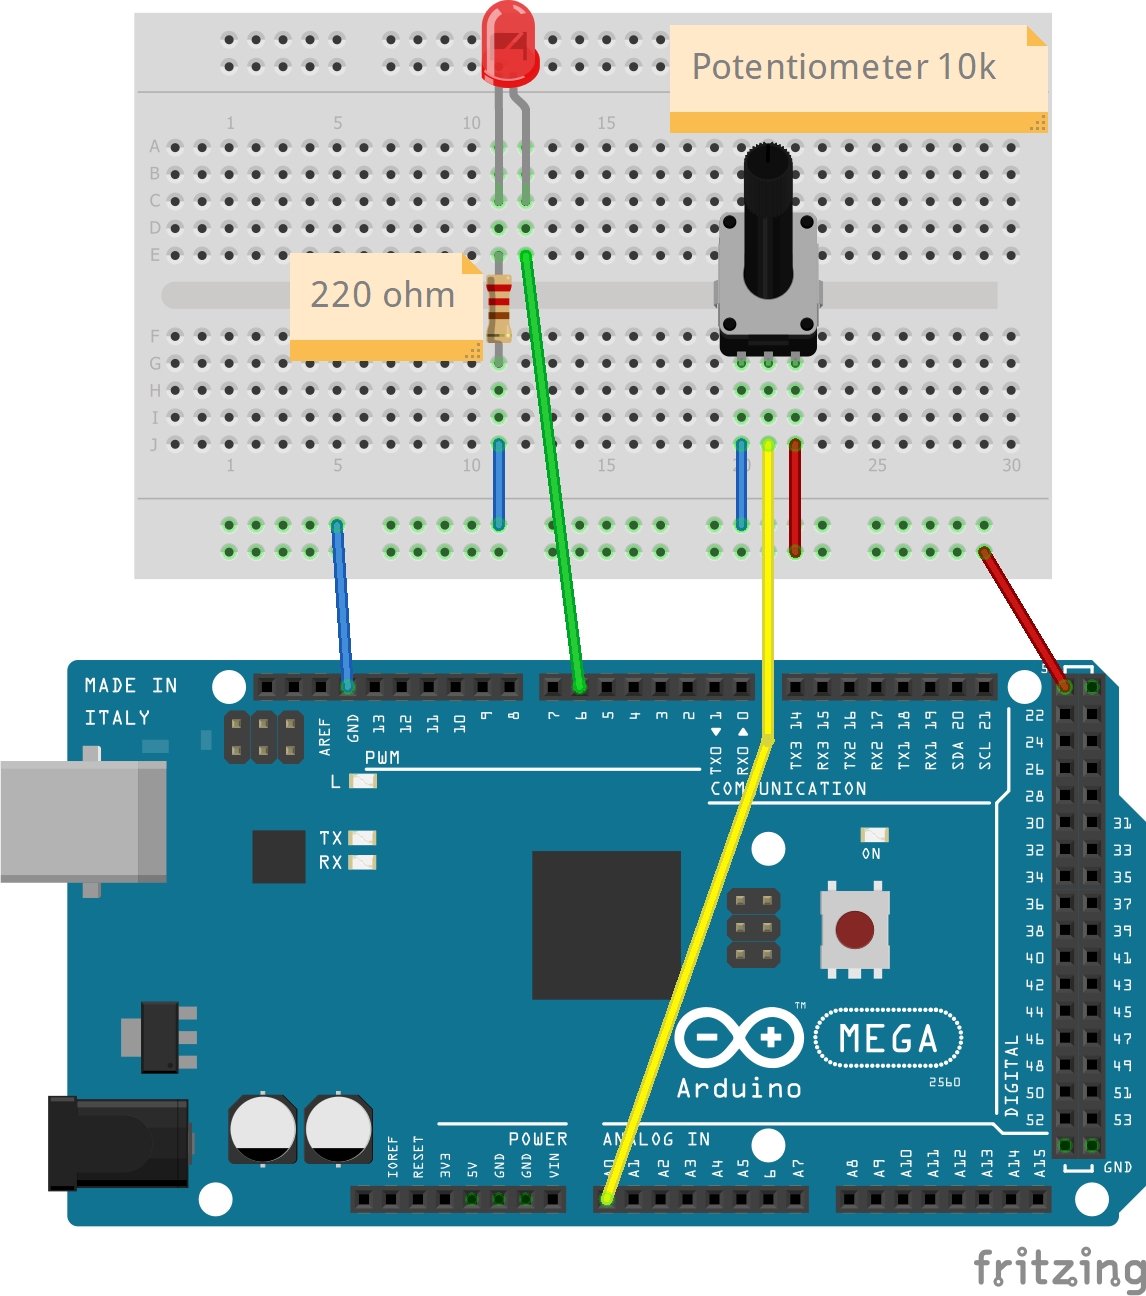 Potentiometer 10k
1 5 10 15
A
B
C
D
E
220 ohm
F
G
H
I
J
1 5 10 15 20 25 30
MADE IN
ITALY
AREF GND 13 12 11 10 9 8 7 6 5 4 3 2 TX0 ▶ 1 RX0 ◀ 0 TX3 14 RX3 15 TX2 16 RX2 17 TX1 18 RX1 19 SDA 20 SCL 21
PWM
COMMUNICATION
L
TX
RX
ON
5
22
24
26
28
30 31
32 33
34 35
36 37
38 39
40 41
42 43
44 45
46 47
48 49
50 51
52 53
DIGITAL
GND
MEGA
2560
TM
Arduino
POWER
ANALOG IN
IOREF RESET 3V3 5V GND GND VIN A0 A1 A2 A3 A4 A5 A6 A7 A8 A9 A10 A11 A12 A13 A14 A15
fritzing